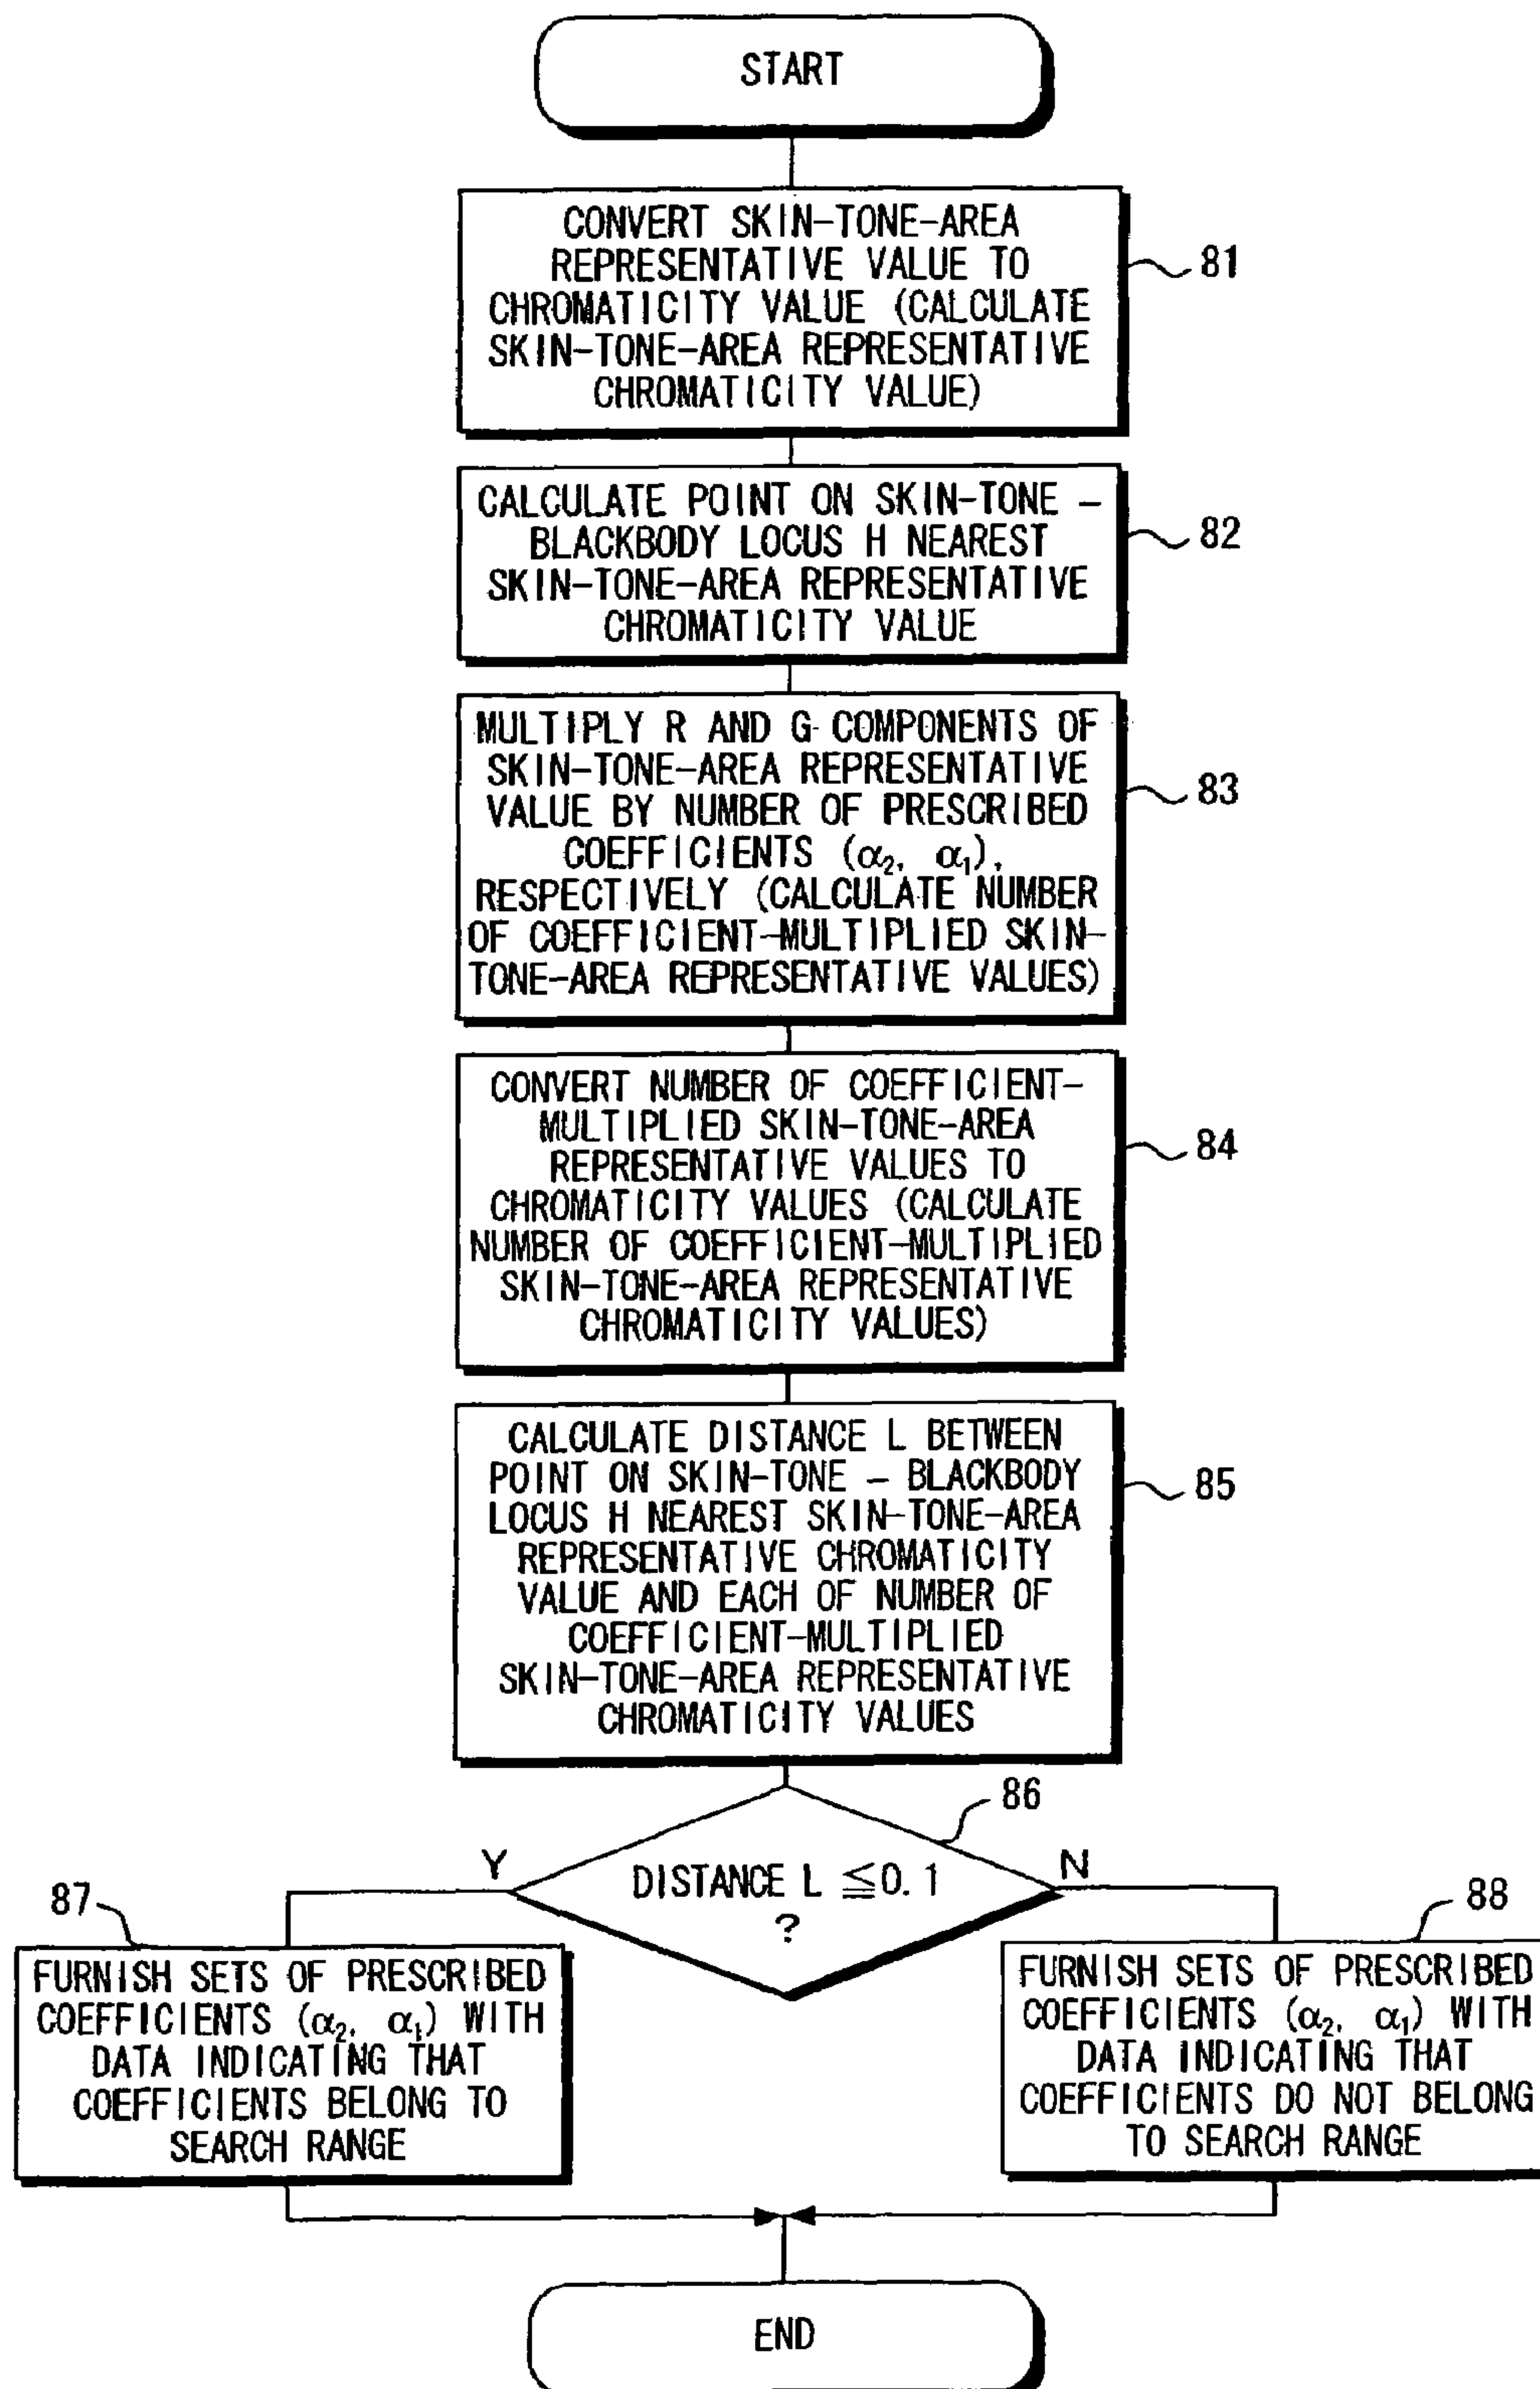 START
CONVERT SKIN-TONE-AREA
REPRESENTATIVE VALUE TO
CHROMATICITY VALUE (CALCULATE
SKIN-TONE-AREA REPRESENTATIVE
CHROMATICITY VALUE)
81
CALCULATE POINT ON SKIN-TONE –
BLACKBODY LOCUS H NEAREST
SKIN-TONE-AREA REPRESENTATIVE
CHROMATICITY VALUE
82
MULTIPLY R AND G COMPONENTS OF
SKIN-TONE-AREA REPRESENTATIVE
VALUE BY NUMBER OF PRESCRIBED
COEFFICIENTS (α₂, α₁),
RESPECTIVELY (CALCULATE NUMBER
OF COEFFICIENT-MULTIPLIED SKIN-
TONE-AREA REPRESENTATIVE VALUES)
83
CONVERT NUMBER OF COEFFICIENT-
MULTIPLIED SKIN-TONE-AREA
REPRESENTATIVE VALUES TO
CHROMATICITY VALUES (CALCULATE
NUMBER OF COEFFICIENT-MULTIPLIED
SKIN-TONE-AREA REPRESENTATIVE
CHROMATICITY VALUES)
84
CALCULATE DISTANCE L BETWEEN
POINT ON SKIN-TONE – BLACKBODY
LOCUS H NEAREST SKIN-TONE-AREA
REPRESENTATIVE CHROMATICITY
VALUE AND EACH OF NUMBER OF
COEFFICIENT-MULTIPLIED
SKIN-TONE-AREA REPRESENTATIVE
CHROMATICITY VALUES
85
86
Y
DISTANCE L ≦0.1
?
N
87
FURNISH SETS OF PRESCRIBED
COEFFICIENTS (α₂, α₁) WITH
DATA INDICATING THAT
COEFFICIENTS BELONG TO
SEARCH RANGE
88
FURNISH SETS OF PRESCRIBED
COEFFICIENTS (α₂, α₁) WITH
DATA INDICATING THAT
COEFFICIENTS DO NOT BELONG
TO SEARCH RANGE
END